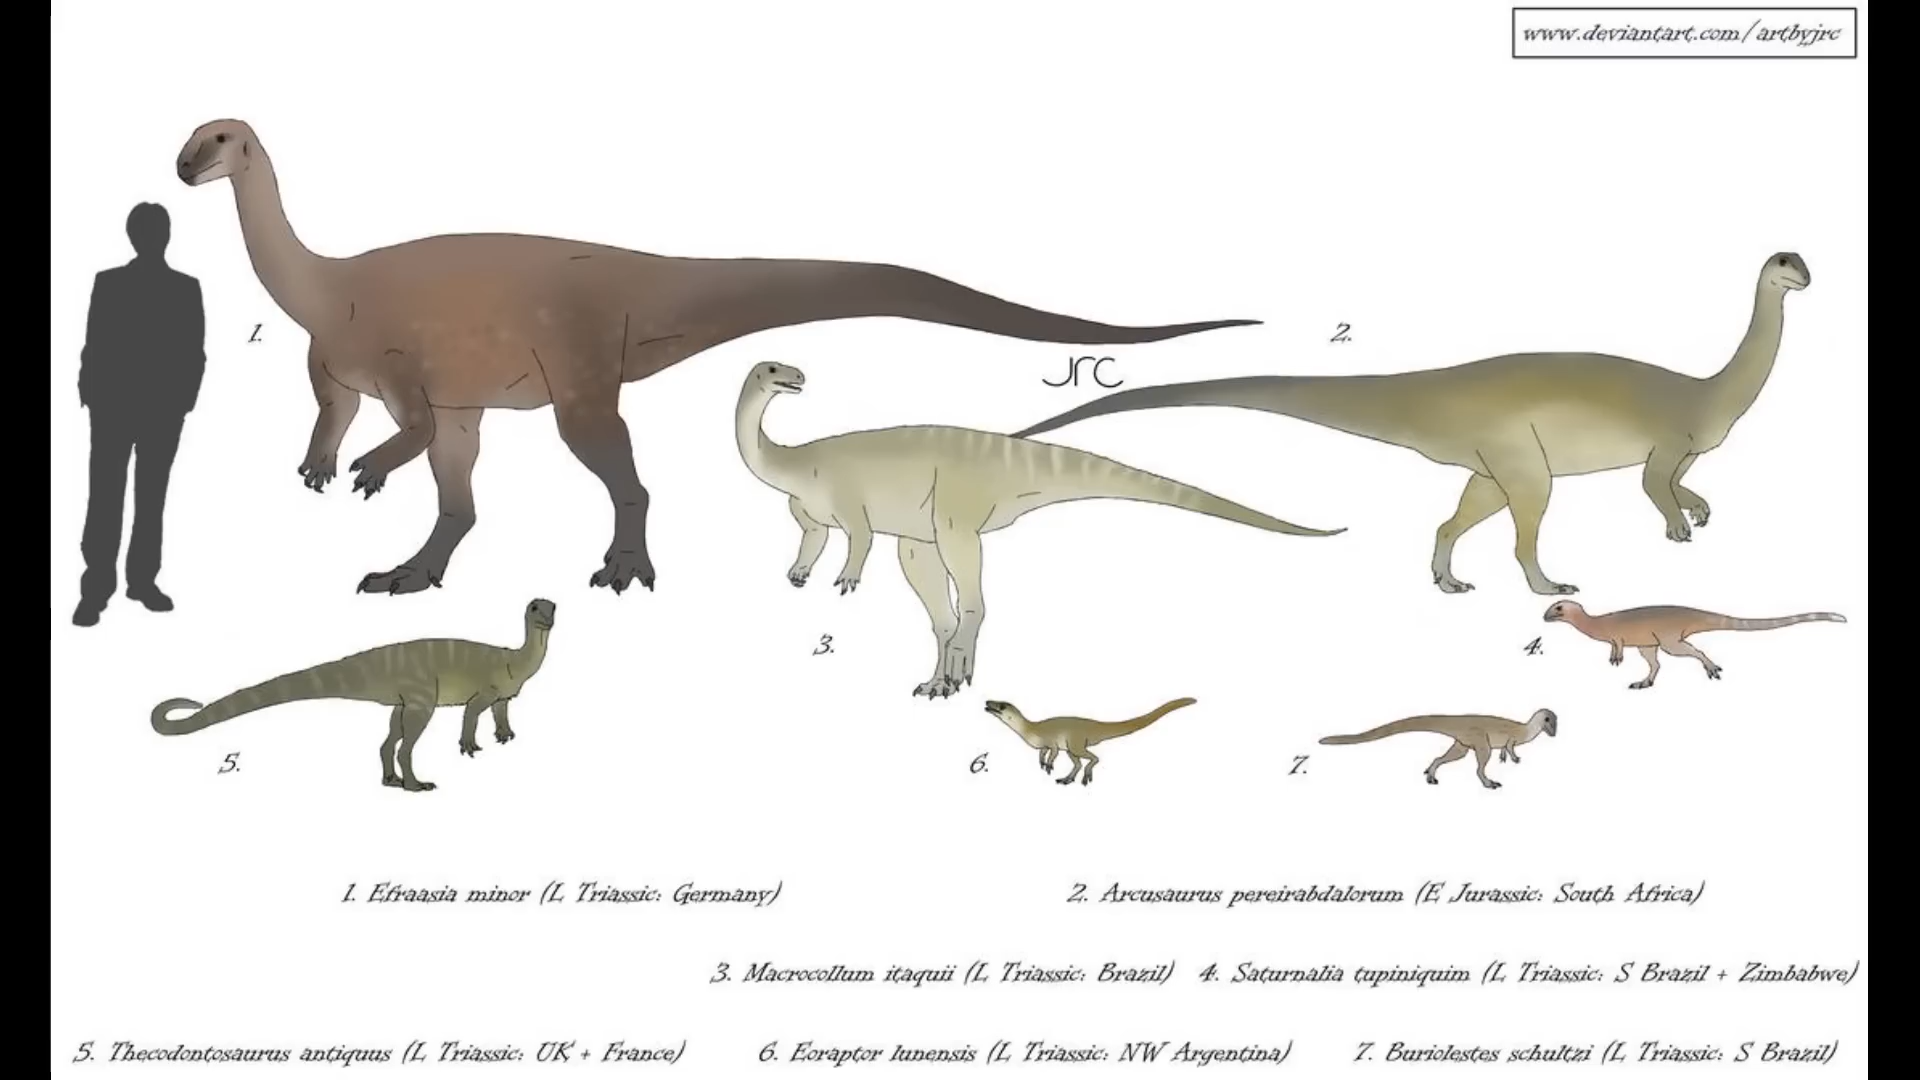 www.deviantart.com/artbyjrc
1.
2.
JRC
3.
4.
5.
6.
7.
1. Efraasia minor (L Triassic: Germany)
2. Arcusaurus pereirabdalorum (E Jurassic: South Africa)
3. Macrocollum itaquii (L Triassic: Brazil)
4. Saturnalia tupiniquim (L Triassic: S Brazil + Zimbabwe)
5. Thecodontosaurus antiquus (L Triassic: UK + France)
6. Eoraptor lunensis (L Triassic: NW Argentina)
7. Buriolestes schultzi (L Triassic: S Brazil)